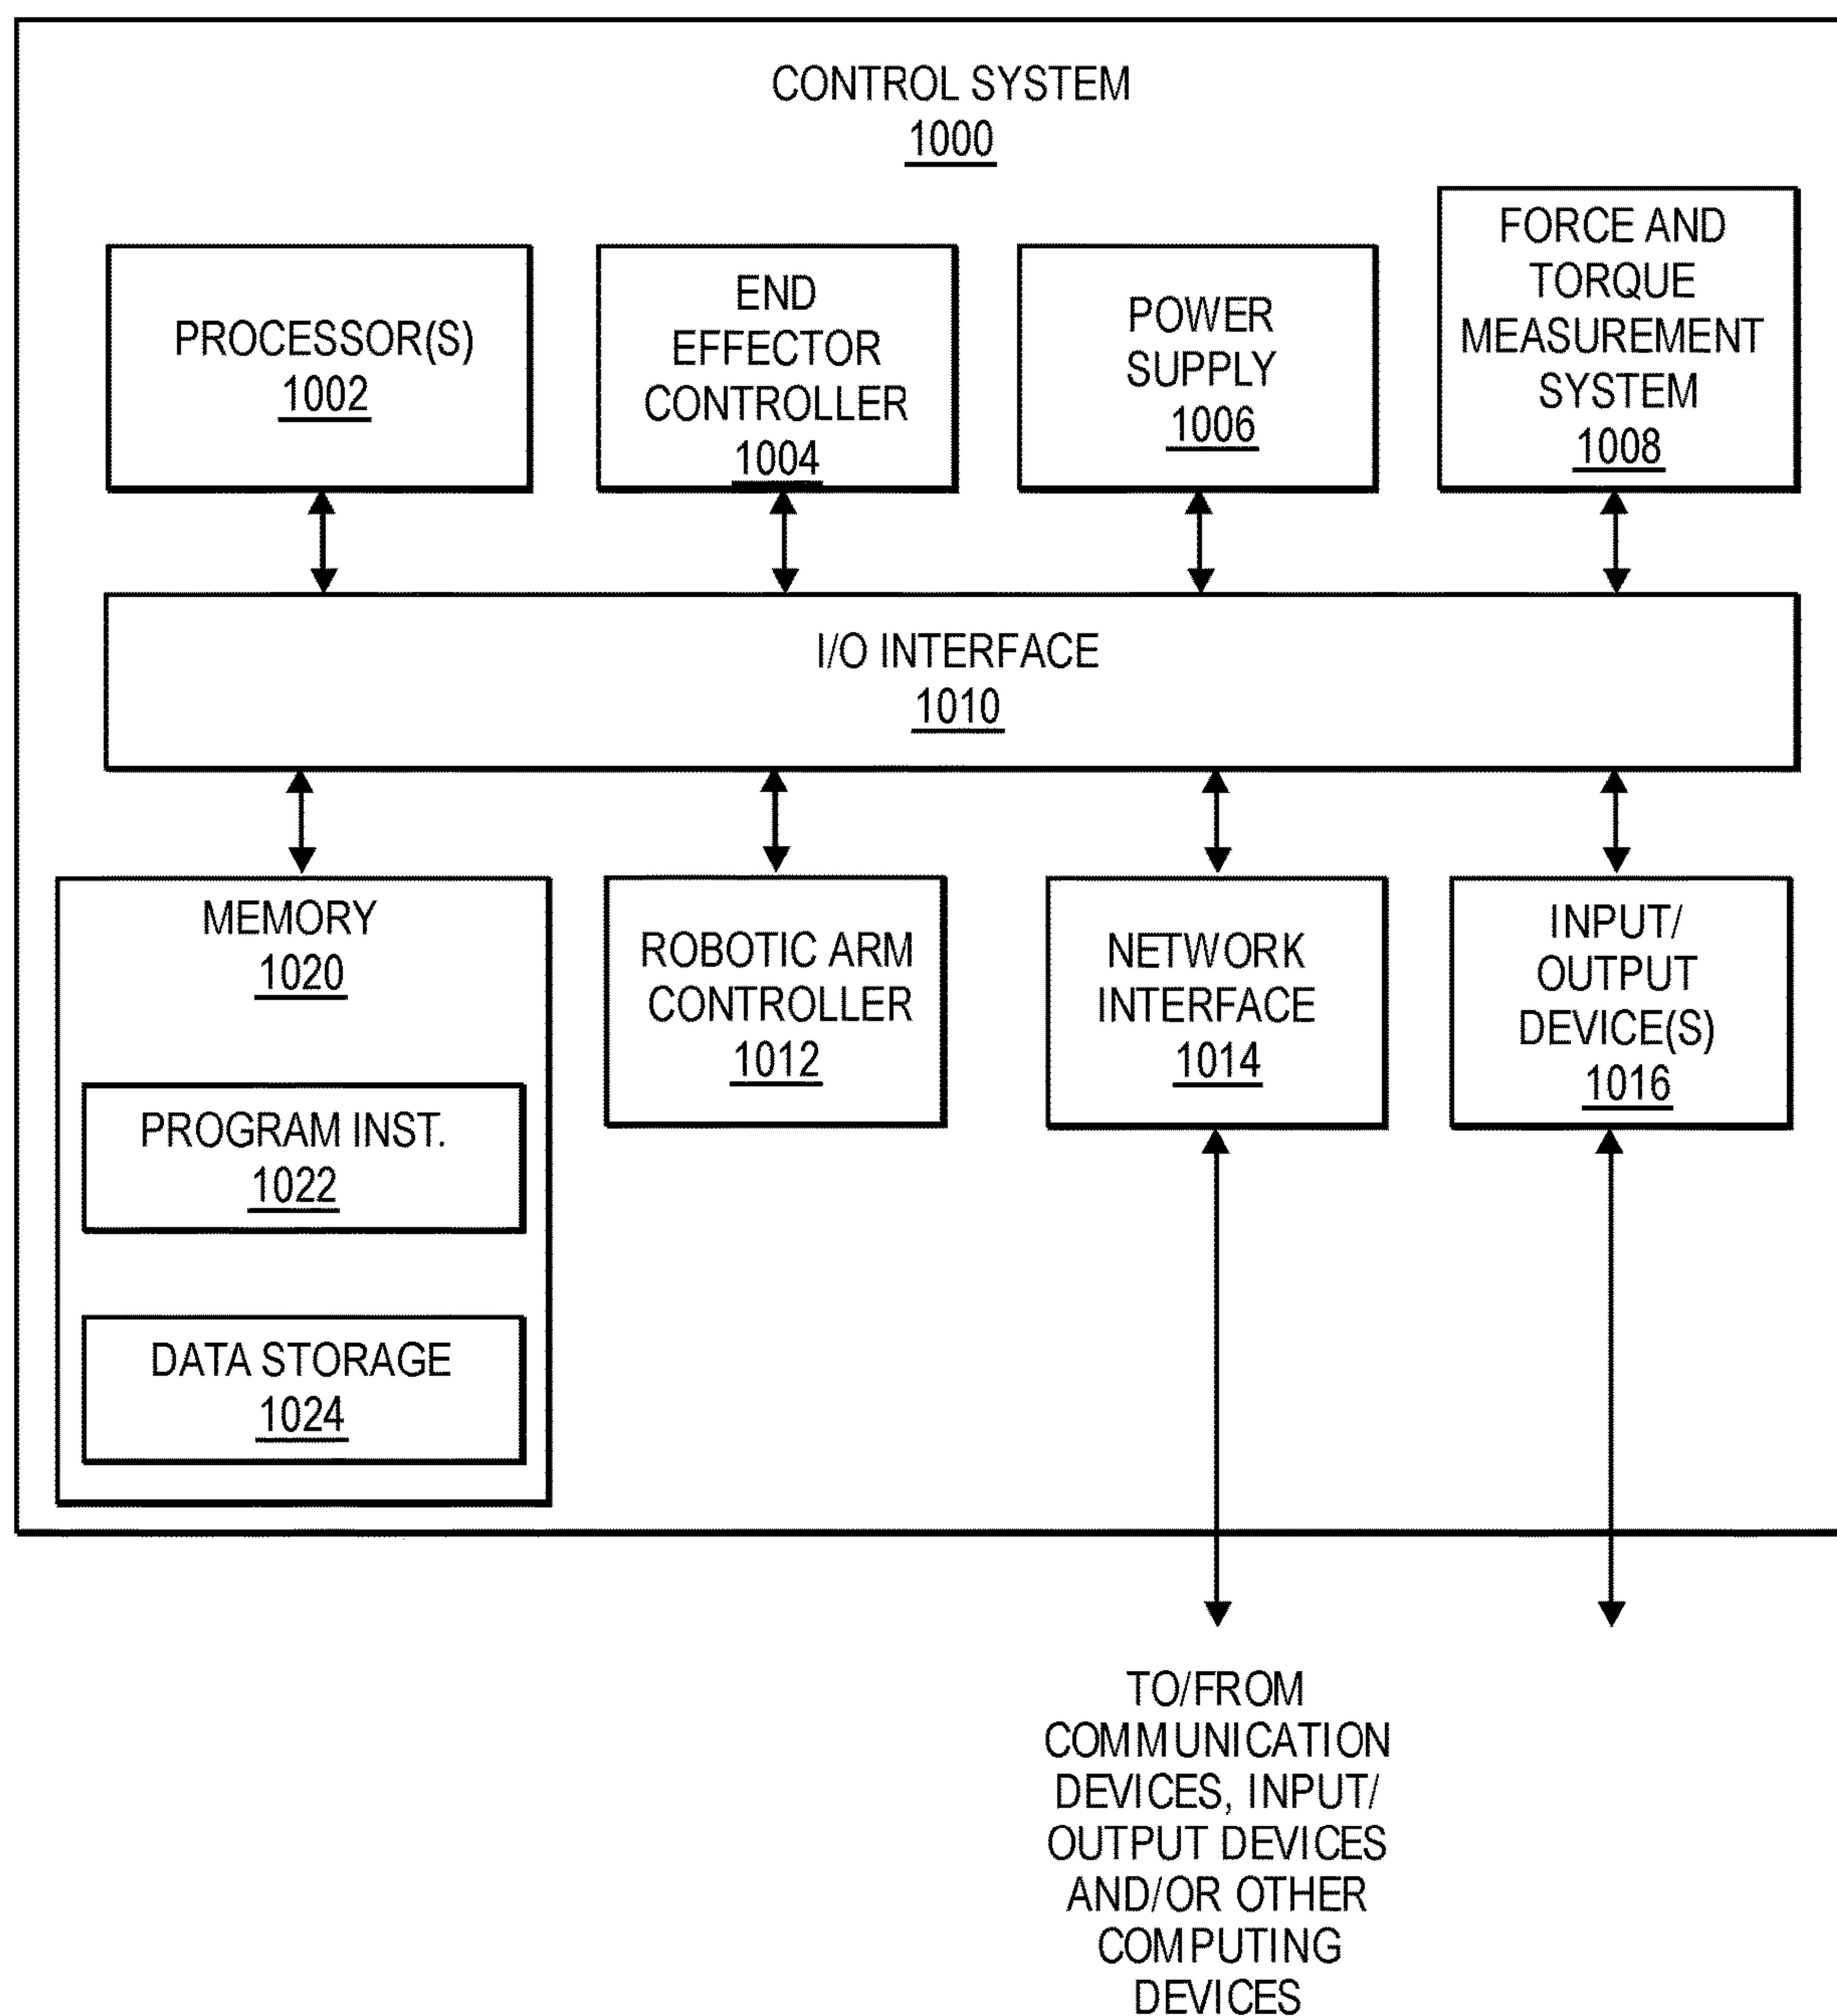 CONTROL SYSTEM
1000
PROCESSOR(S)
1002
END
EFFECTOR
CONTROLLER
1004
POWER
SUPPLY
1006
FORCE AND
TORQUE
MEASUREMENT
SYSTEM
1008
I/O INTERFACE
1010
MEMORY
1020
PROGRAM INST.
1022
DATA STORAGE
1024
ROBOTIC ARM
CONTROLLER
1012
NETWORK
INTERFACE
1014
INPUT/
OUTPUT
DEVICE(S)
1016
TO/FROM
COMMUNICATION
DEVICES, INPUT/
OUTPUT DEVICES
AND/OR OTHER
COMPUTING
DEVICES